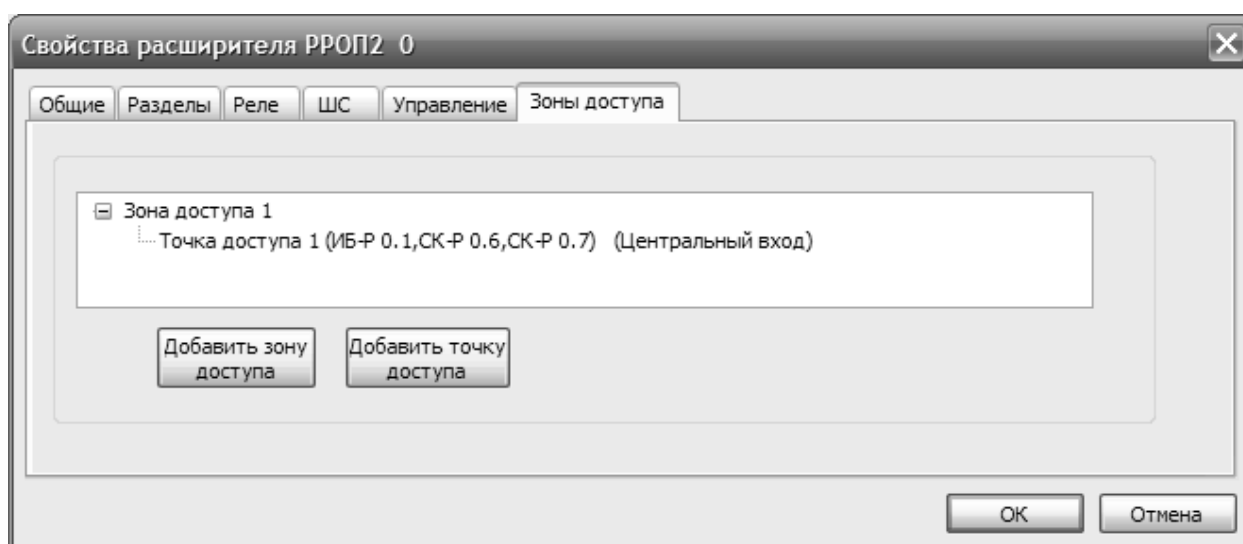 Свойства расширителя РРОП2 0
Общие Разделы Реле ШС Управление Зоны доступа
Зона доступа 1
Точка доступа 1 (ИБ-Р 0.1,СК-Р 0.6,СК-Р 0.7) (Центральный вход)
Добавить зону доступа
Добавить точку доступа
OK Отмена